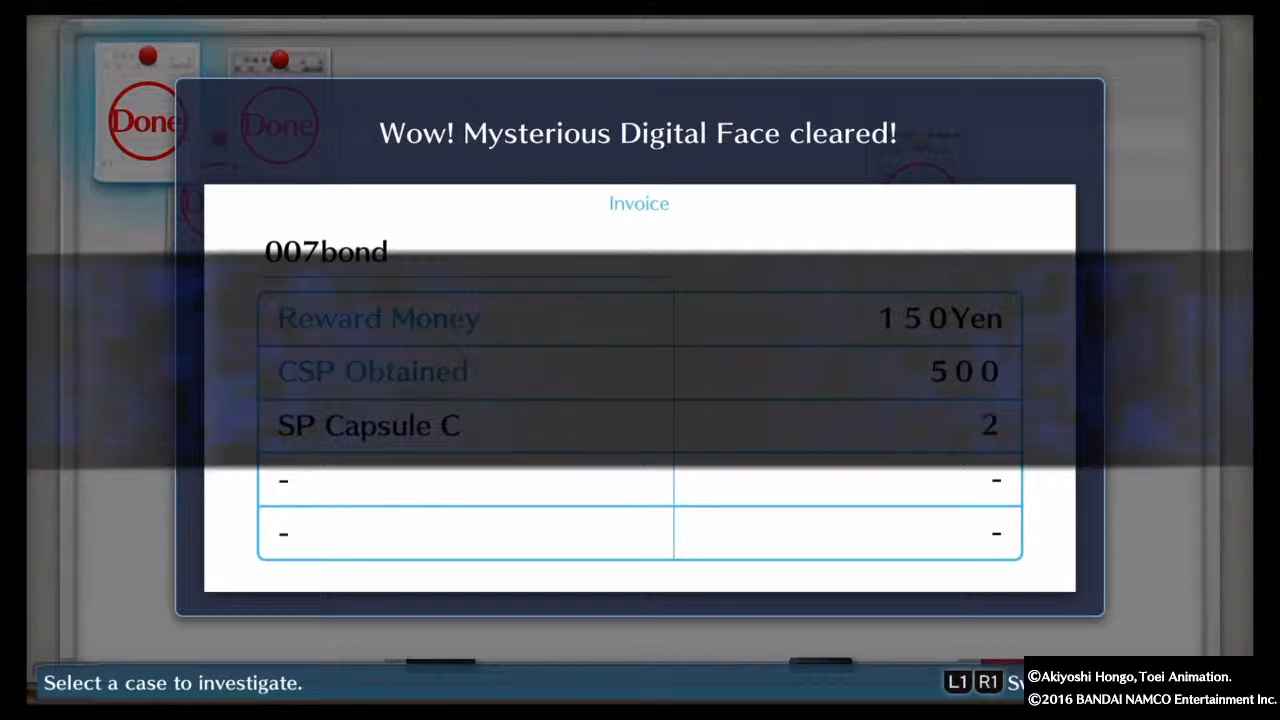 Done
Done
Wow! Mysterious Digital Face cleared!
Invoice
007bond
Reward Money 150Yen
CSP Obtained 500
SP Capsule C 2
- -
- -
Select a case to investigate.
L1 R1
©Akiyoshi Hongo, Toei Animation.
©2016 BANDAI NAMCO Entertainment Inc.